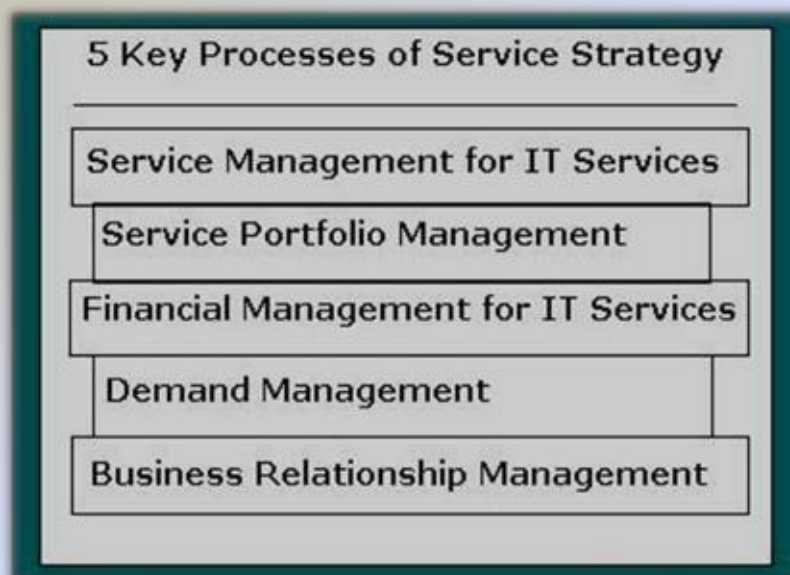 5 Key Processes of Service Strategy
Service Management for IT Services
Service Portfolio Management
Financial Management for IT Services
Demand Management
Business Relationship Management